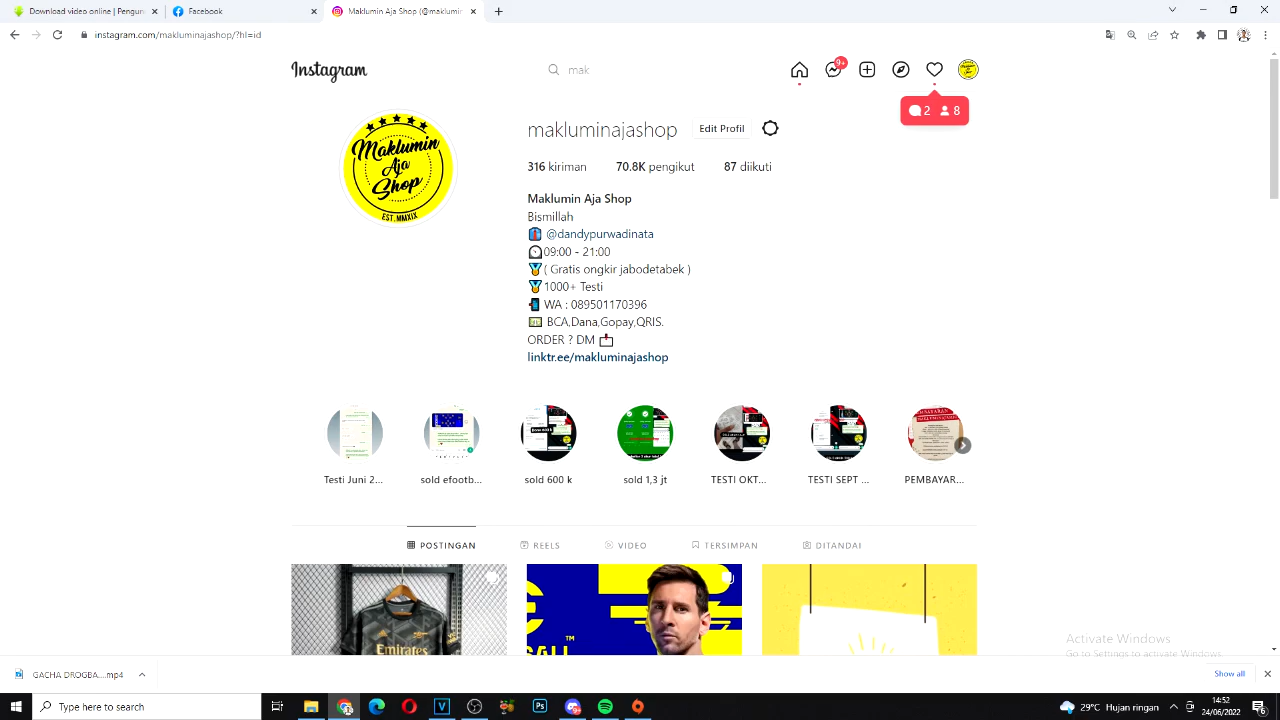 Download video online | Pengunc
Facebook
Instagram (@makluminajashop) •
instagram.com/makluminajashop/?hl=id
Instagram
mak
9+
2 8
makluminajashop
Edit Profil
316 kiriman 70.8K pengikut 87 diikuti
Maklumin Aja Shop
EST. MMXIX
Maklumin Aja Shop
Bismillah
@dandypurwadinata
09:00 - 21:00
( Gratis ongkir jabodetabek )
1000+ Testi
WA : 089501170396
BCA,Dana,Gopay,QRIS.
ORDER ? DM
linktr.ee/makluminajashop
Testi Juni 2...
sold efootb...
sold 600 k
sold 1,3 jt
TESTI OKT...
TESTI SEPT ...
PEMBAYAR...
POSTINGAN
REELS
VIDEO
TERSIMPAN
DITANDAI
Emirates
TM
Activate Windows
Go to Settings to activate Windows.
GACHA DROGBA....mp4
Show all
Type here to search
29°C Hujan ringan
14:52
24/06/2022